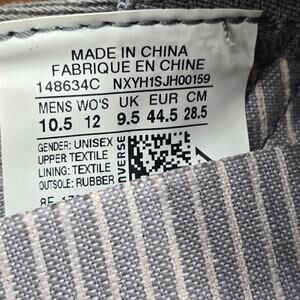 MADE IN CHINA
FABRIQUE EN CHINE
148634C NXYH1SJH00159
MENS WO'S UK EUR CM
10.5 12 9.5 44.5 28.5
GENDER: UNISEX
UPPER TEXTILE
LINING: TEXTILE
OUTSOLE: RUBBER
NVERSE